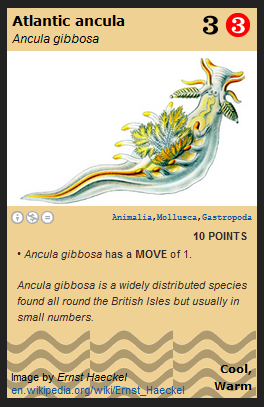 Atlantic ancula
Ancula gibbosa
3 3
Animalia,Mollusca,Gastropoda
10 POINTS
• Ancula gibbosa has a MOVE of 1.
Ancula gibbosa is a widely distributed species
found all round the British Isles but usually in
small numbers.
Cool,
Warm
Image by Ernst Haeckel
en.wikipedia.org/wiki/Ernst_Haeckel